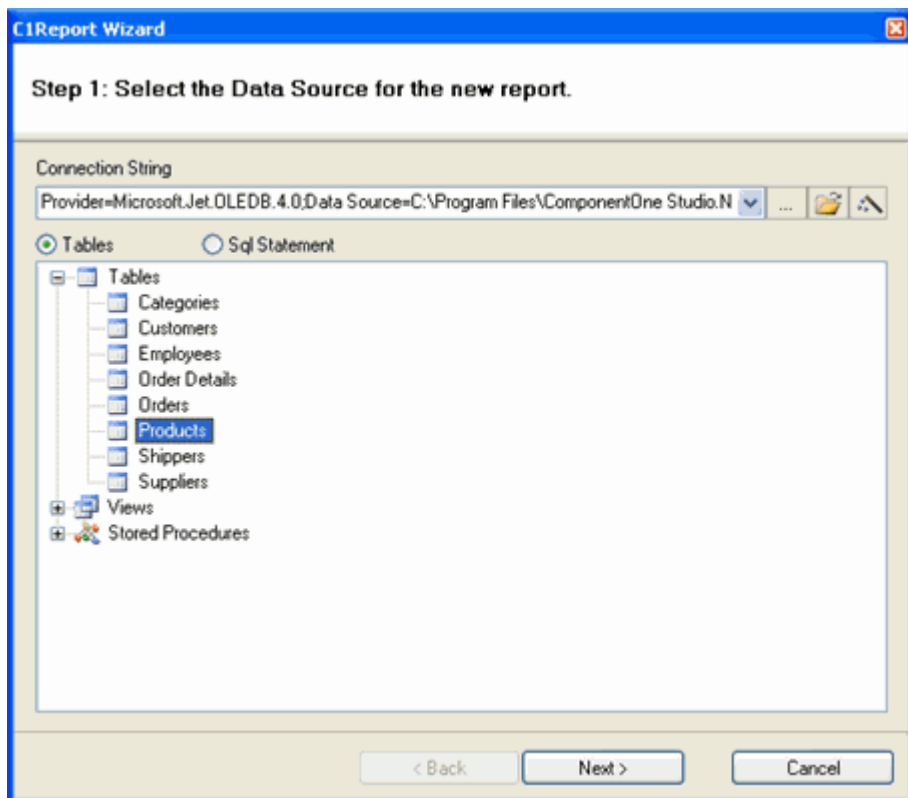 C1Report Wizard
Step 1: Select the Data Source for the new report.
Connection String
Provider=Microsoft.Jet.OLEDB.4.0;Data Source=C:\Program Files\ComponentOne Studio.N ...
Tables Sql Statement
Tables
Categories
Customers
Employees
Order Details
Orders
Products
Shippers
Suppliers
Views
Stored Procedures
< Back Next > Cancel